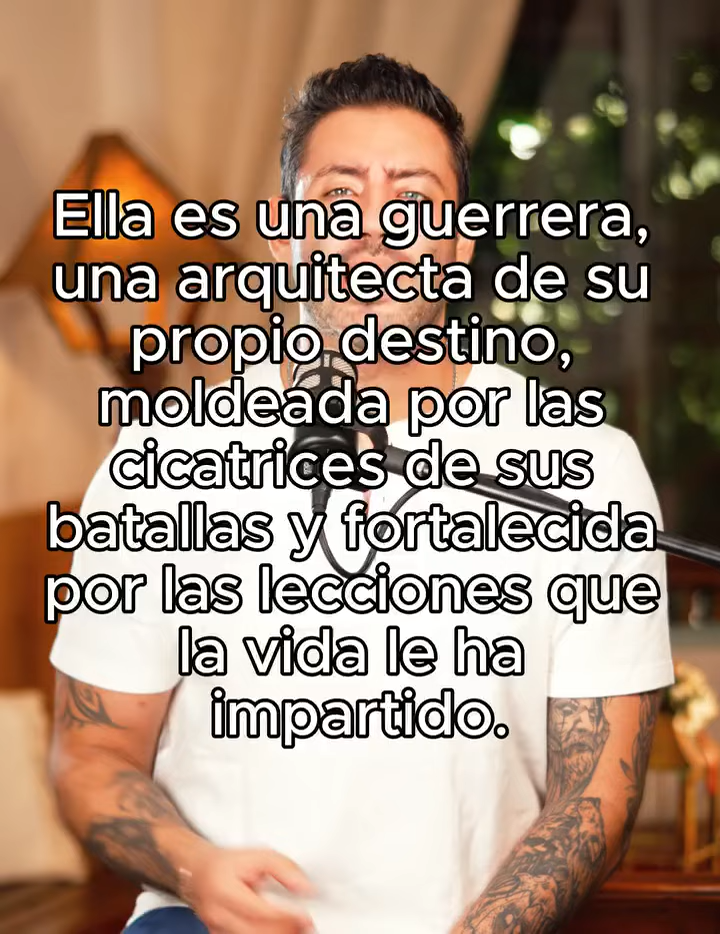 Ella es una guerrera,
una arquitecta de su
propio destino,
moldeada por las
cicatrices de sus
batallas y fortalecida
por las lecciones que
la vida le ha
impartido.